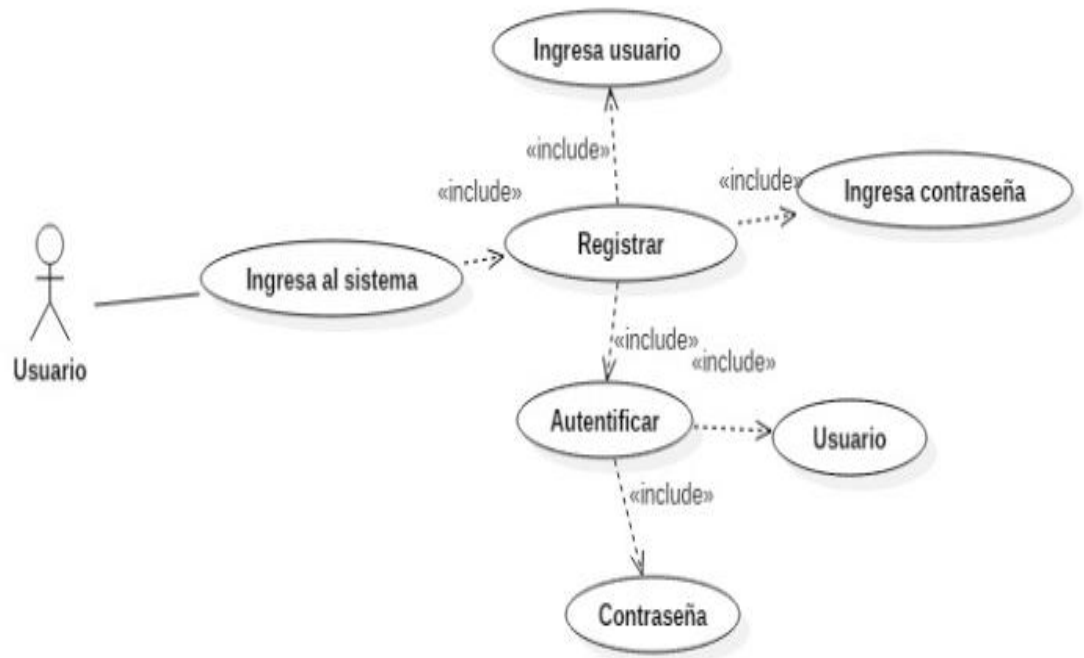 Ingresa usuario
«include»
«include»
«include»
Ingresa contraseña
Registrar
Ingresa al sistema
Usuario
«include»
«include»
Autentificar
Usuario
«include»
Contraseña